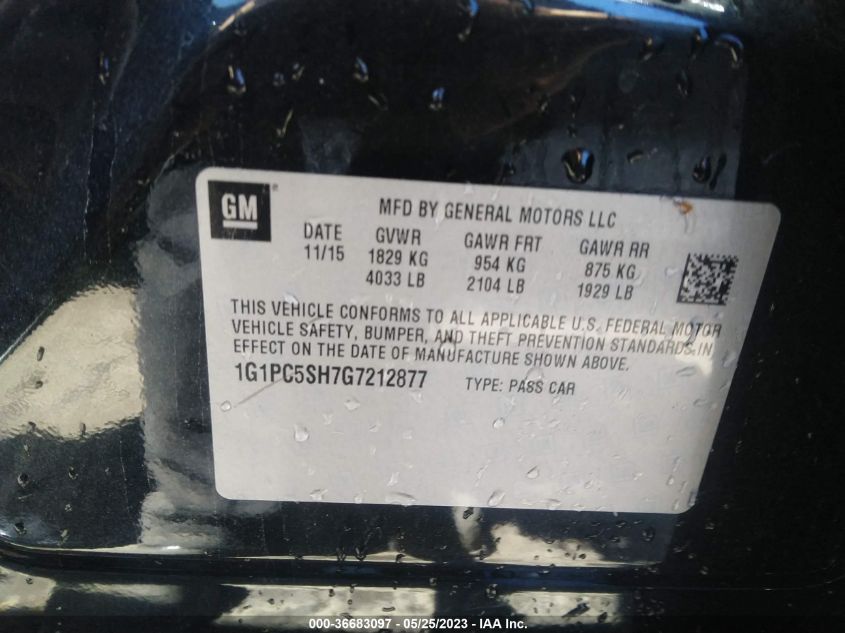 GM ®
MFD BY GENERAL MOTORS LLC
DATE GVWR GAWR FRT GAWR RR
11/15 1829 KG 954 KG 875 KG
4033 LB 2104 LB 1929 LB
THIS VEHICLE CONFORMS TO ALL APPLICABLE U.S. FEDERAL MOTOR
VEHICLE SAFETY, BUMPER, AND THEFT PREVENTION STANDARDS IN
EFFECT ON THE DATE OF MANUFACTURE SHOWN ABOVE.
1G1PC5SH7G7212877 TYPE: PASS CAR
000-36683097 - 05/25/2023 - IAA Inc.